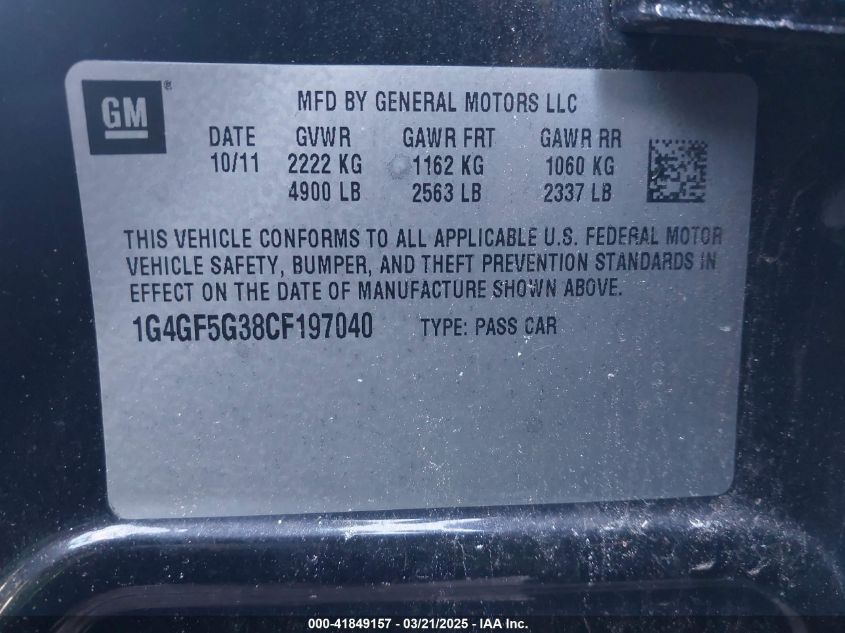 GM ®
MFD BY GENERAL MOTORS LLC
DATE GVWR GAWR FRT GAWR RR
10/11 2222 KG 1162 KG 1060 KG
4900 LB 2563 LB 2337 LB
THIS VEHICLE CONFORMS TO ALL APPLICABLE U.S. FEDERAL MOTOR
VEHICLE SAFETY, BUMPER, AND THEFT PREVENTION STANDARDS IN
EFFECT ON THE DATE OF MANUFACTURE SHOWN ABOVE.
1G4GF5G38CF197040 TYPE: PASS CAR
000-41849157 / 03/21/2025 - IAA Inc.